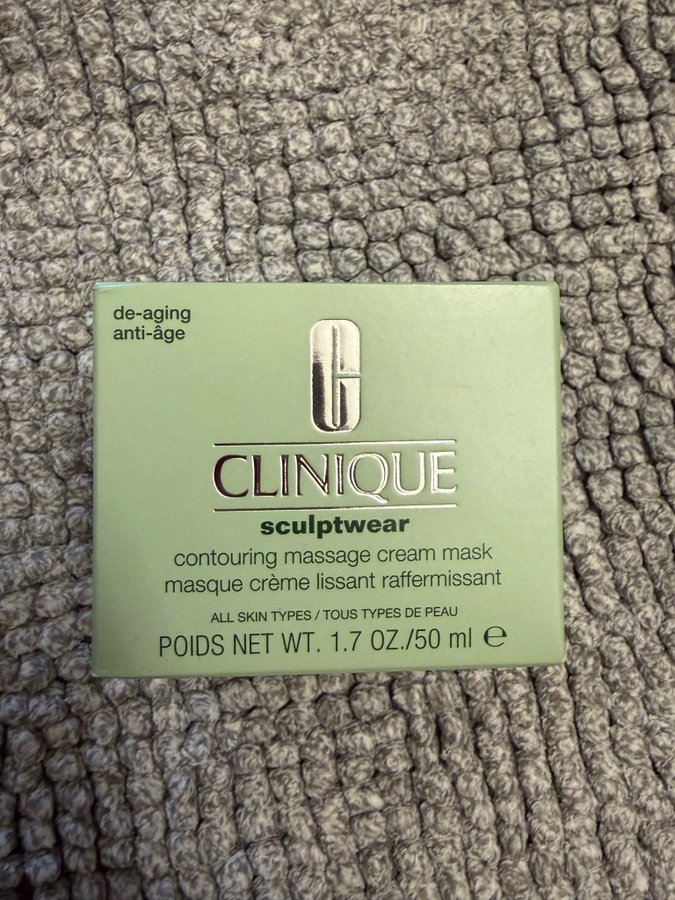 de-aging
anti-âge
CLINIQUE
sculptwear
contouring massage cream mask
masque crème lissant raffermissant
ALL SKIN TYPES / TOUS TYPES DE PEAU
POIDS NET WT. 1.7 OZ./50 ml ℮